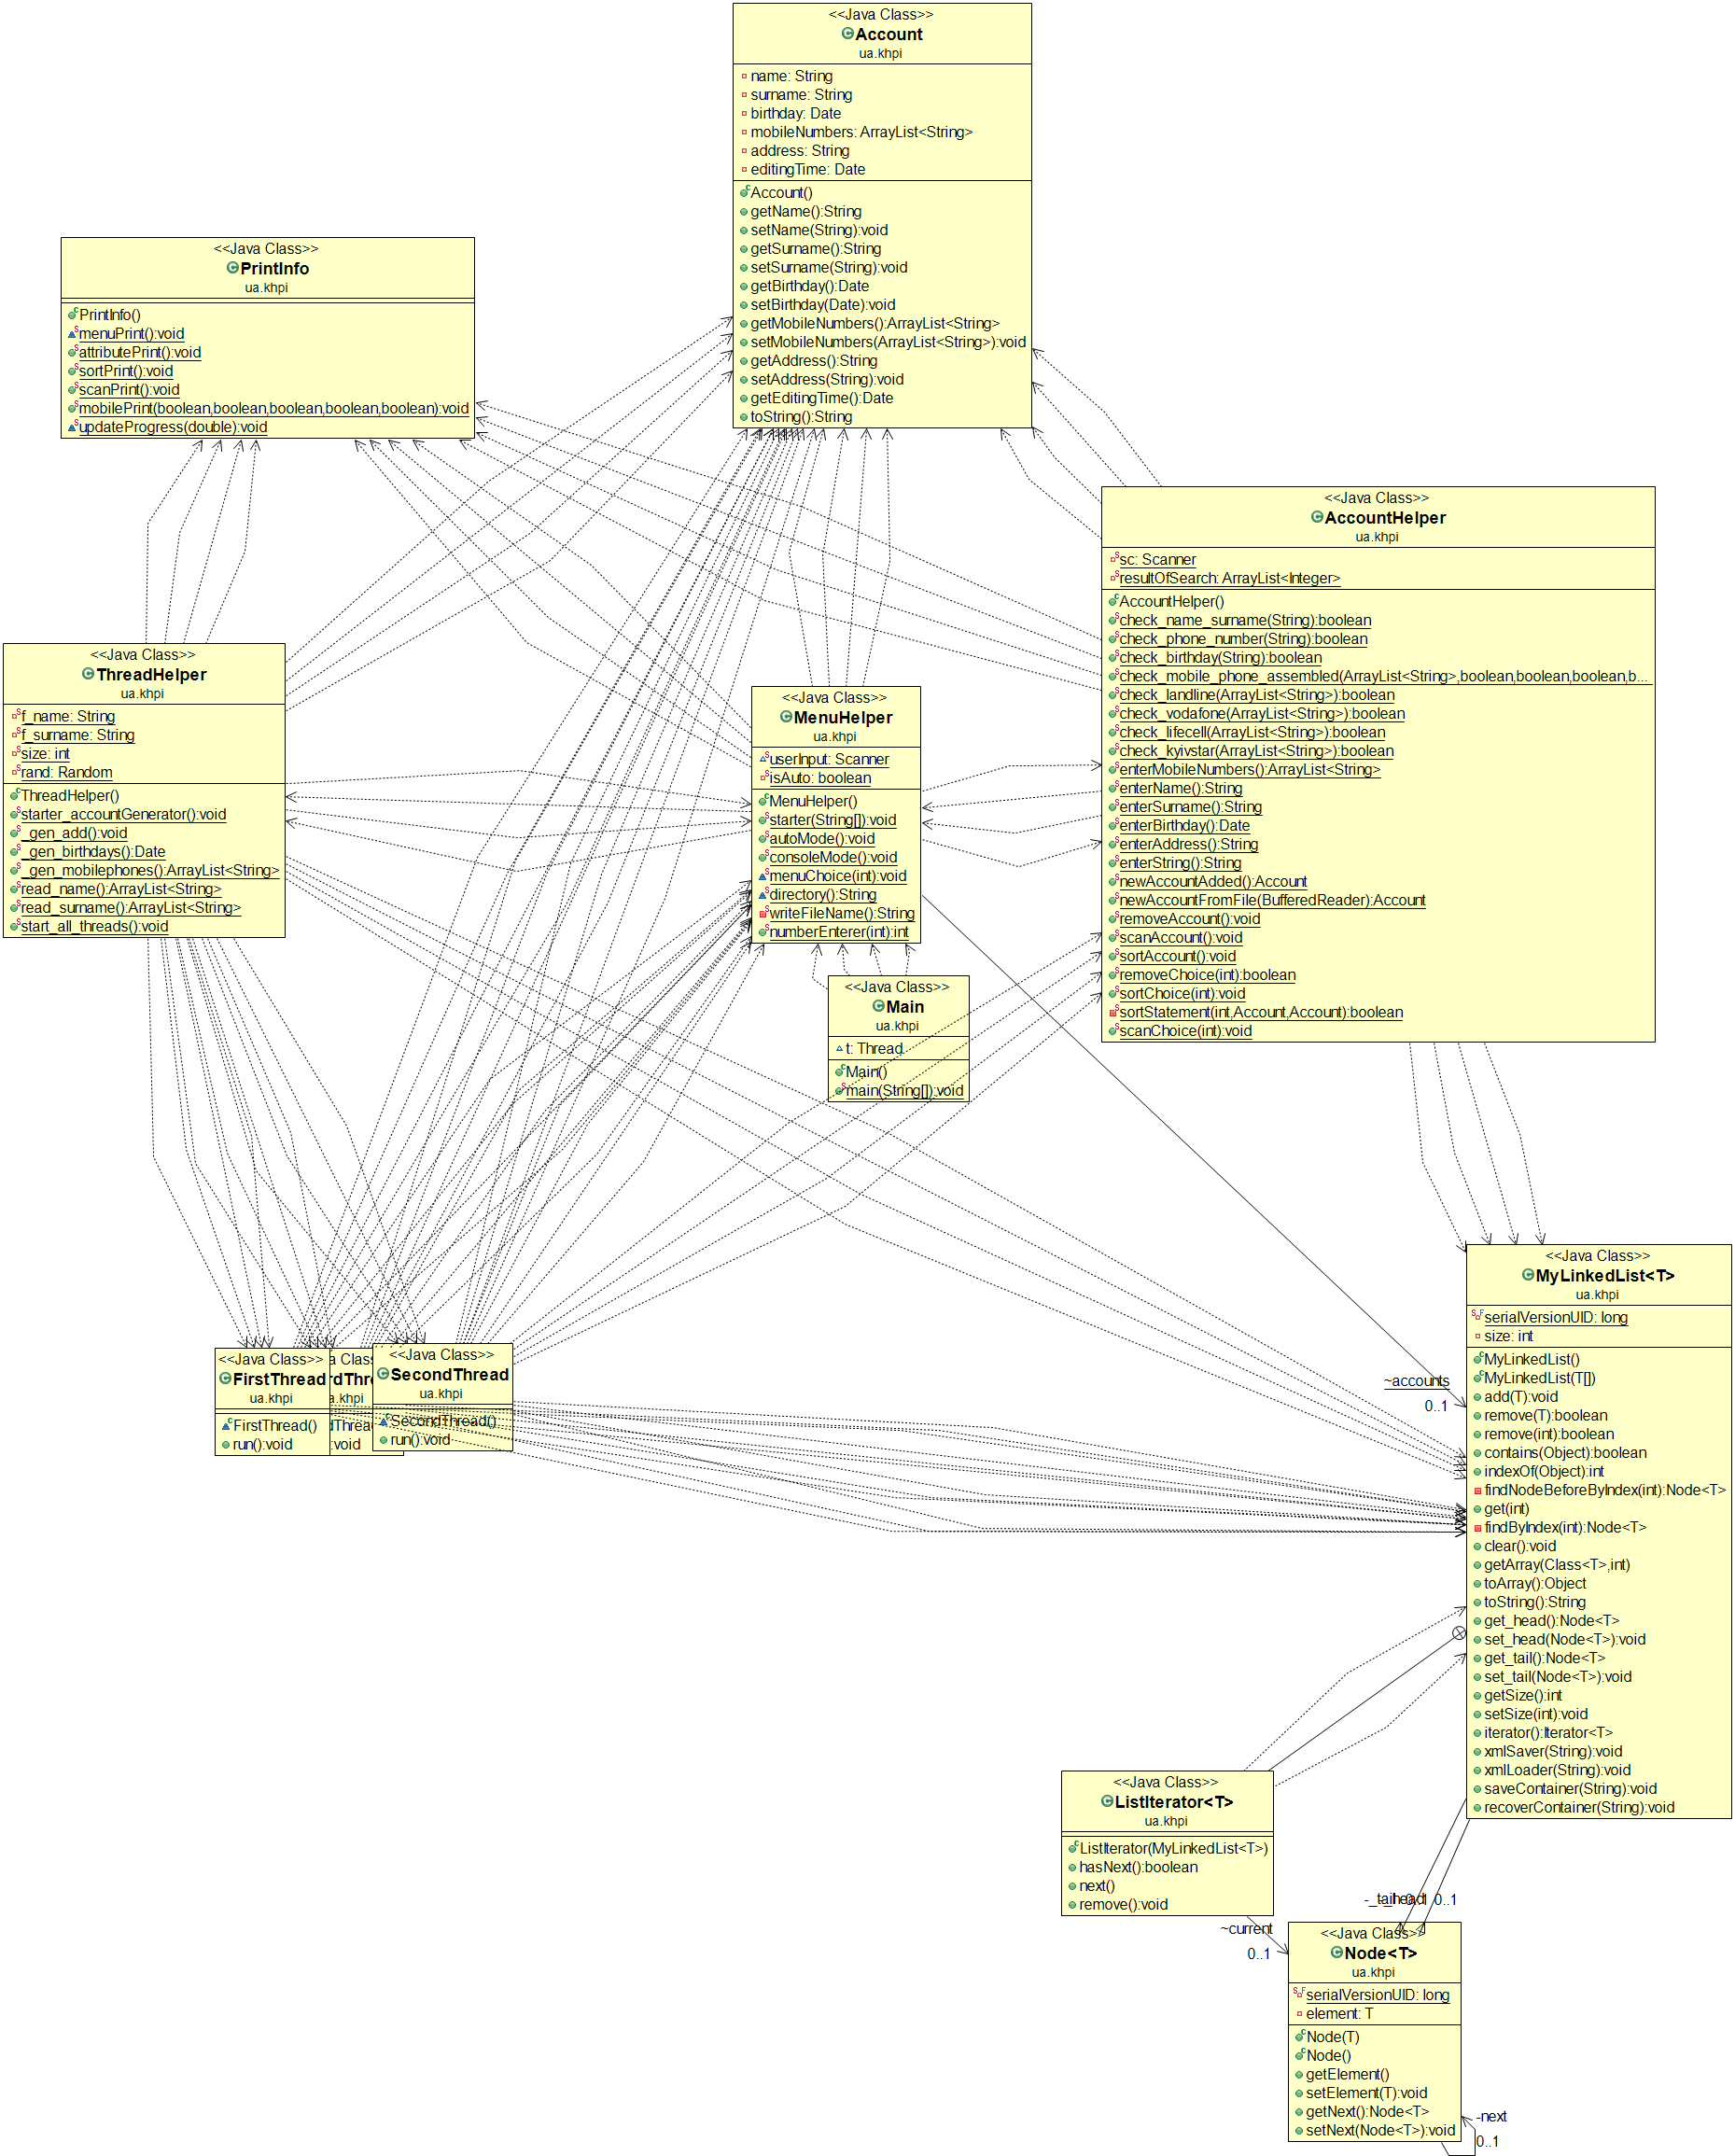 <<Java Class>>
Account
ua.khpi
name: String
surname: String
birthday: Date
mobileNumbers: ArrayList<String>
address: String
editingTime: Date
Account()
getName():String
setName(String):void
getSurname():String
setSurname(String):void
getBirthday():Date
setBirthday(Date):void
getMobileNumbers():ArrayList<String>
setMobileNumbers(ArrayList<String>):void
getAddress():String
setAddress(String):void
getEditingTime():Date
toString():String
<<Java Class>>
PrintInfo
ua.khpi
PrintInfo()
menuPrint():void
attributePrint():void
sortPrint():void
scanPrint():void
mobilePrint(boolean,boolean,boolean,boolean,boolean):void
updateProgress(double):void
<<Java Class>>
AccountHelper
ua.khpi
sc: Scanner
resultOfSearch: ArrayList<Integer>
AccountHelper()
check_name_surname(String):boolean
check_phone_number(String):boolean
check_birthday(String):boolean
check_mobile_phone_assembled(ArrayList<String>,boolean,boolean,boolean,b...
check_landline(ArrayList<String>):boolean
check_vodafone(ArrayList<String>):boolean
check_lifecell(ArrayList<String>):boolean
check_kyivstar(ArrayList<String>):boolean
enterMobileNumbers():ArrayList<String>
enterName():String
enterSurname():String
enterBirthday():Date
enterAddress():String
enterString():String
newAccountAdded():Account
newAccountFromFile(BufferedReader):Account
removeAccount():void
scanAccount():void
sortAccount():void
removeChoice(int):boolean
sortChoice(int):void
sortStatement(int,Account,Account):boolean
scanChoice(int):void
<<Java Class>>
ThreadHelper
ua.khpi
f_name: String
f_surname: String
size: int
rand: Random
ThreadHelper()
starter_accountGenerator():void
_gen_add():void
_gen_birthdays():Date
_gen_mobilephones():ArrayList<String>
read_name():ArrayList<String>
read_surname():ArrayList<String>
start_all_threads():void
<<Java Class>>
MenuHelper
ua.khpi
userInput: Scanner
isAuto: boolean
MenuHelper()
starter(String[]):void
autoMode():void
consoleMode():void
menuChoice(int):void
directory():String
writeFileName():String
numberEnterer(int):int
<<Java Class>>
Main
ua.khpi
t: Thread
Main()
main(String[]):void
<<Java Class>>
MyLinkedList<T>
ua.khpi
serialVersionUID: long
size: int
MyLinkedList()
MyLinkedList(T[])
add(T):void
remove(T):boolean
remove(int):boolean
contains(Object):boolean
indexOf(Object):int
findNodeBeforeByIndex(int):Node<T>
get(int)
findByIndex(int):Node<T>
clear():void
getArray(Class<T>,int)
toArray():Object
toString():String
get_head():Node<T>
set_head(Node<T>):void
get_tail():Node<T>
set_tail(Node<T>):void
getSize():int
setSize(int):void
iterator():Iterator<T>
xmlSaver(String):void
xmlLoader(String):void
saveContainer(String):void
recoverContainer(String):void
~accounts
0..1
<<Java Class>>
FirstThread
ua.khpi
FirstThread()
run():void
:void
<<Java Class>>
SecondThread
ua.khpi
SecondThread()
run():void
<<Java Class>>
ListIterator<T>
ua.khpi
ListIterator(MyLinkedList<T>)
hasNext():boolean
next()
remove():void
0..1
~current
0..1
<<Java Class>>
Node<T>
ua.khpi
serialVersionUID: long
element: T
Node(T)
Node()
getElement()
setElement(T):void
getNext():Node<T>
setNext(Node<T>):void
-next
0..1